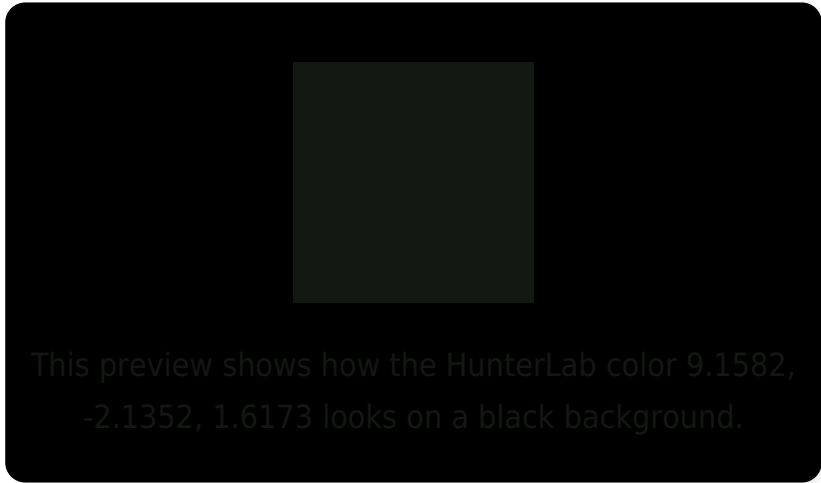 This preview shows how the HunterLab color 9.1582,
-2.1352, 1.6173 looks on a black background.